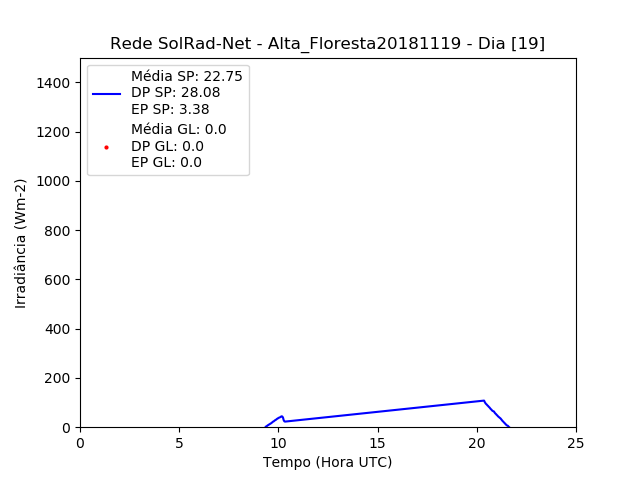 Rede SolRad-Net - Alta_Floresta20181119 - Dia [19]
Média SP: 22.75
DP SP: 28.08
EP SP: 3.38
Média GL: 0.0
DP GL: 0.0
EP GL: 0.0
1400
1200
1000
800
600
400
200
0
Irradiância (Wm-2)
0 5 10 15 20 25
Tempo (Hora UTC)